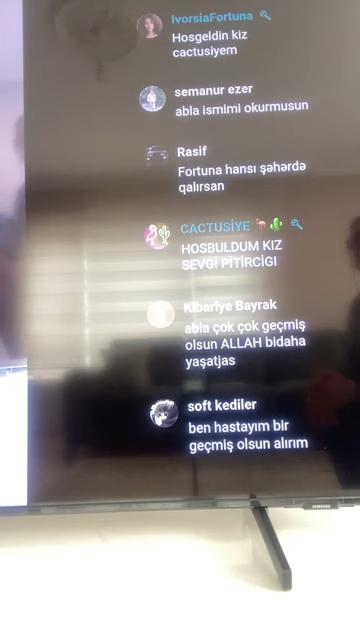 IvorsiaFortuna
Hosgeldin kiz
cactusiyem
semanur ezer
abla ismimi okurmusun
Rasif
Fortuna hansı şəhərdə
qalırsan
CACTUSİYE
HOSBULDUM KIZ
SEVGİ PİTİRCİGI
Kibariye Bayrak
abla çok çok geçmiş
olsun ALLAH bidaha
yaşatjas
soft kediler
ben hastayım bir
geçmiş olsun alırım
SAMSUNG